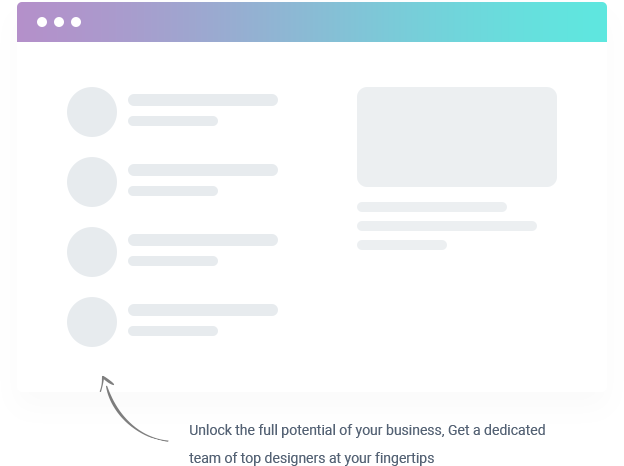 Unlock the full potential of your business, Get a dedicated
team of top designers at your fingertips